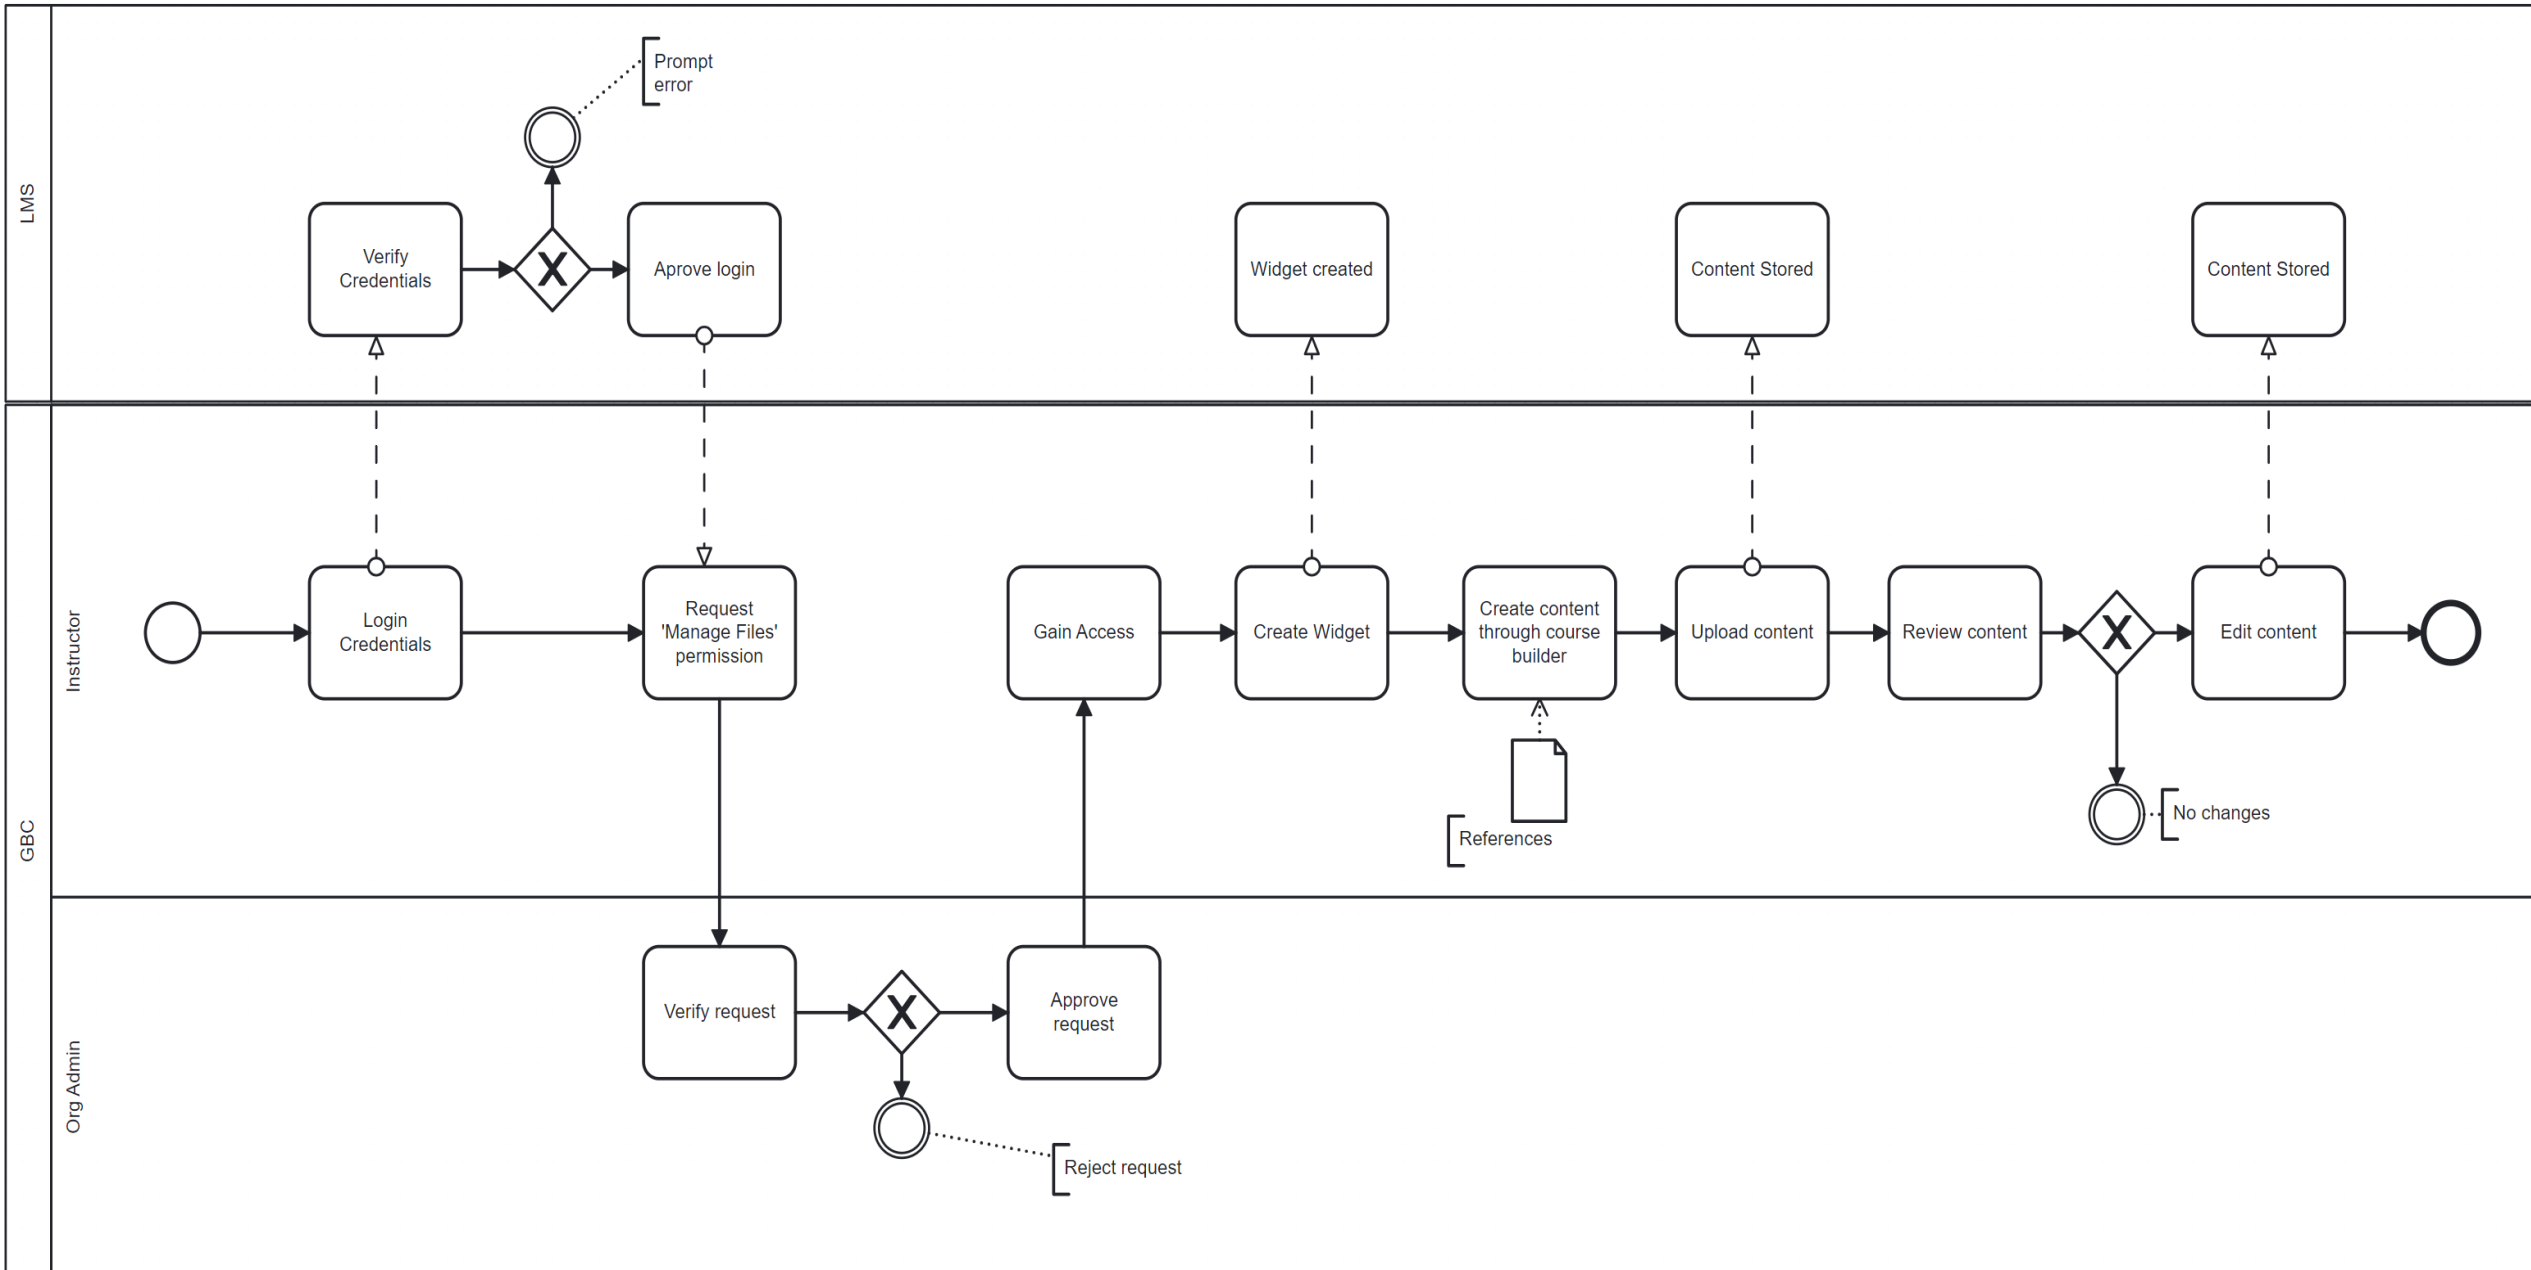 LMS
Prompt
error
Verify
Credentials
X
Aprove login
Widget created
Content Stored
Content Stored
GBC
Instructor
Login
Credentials
Request
'Manage Files'
permission
Gain Access
Create Widget
Create content
through course
builder
Upload content
Review content
X
Edit content
References
No changes
Org Admin
Verify request
X
Approve
request
Reject request